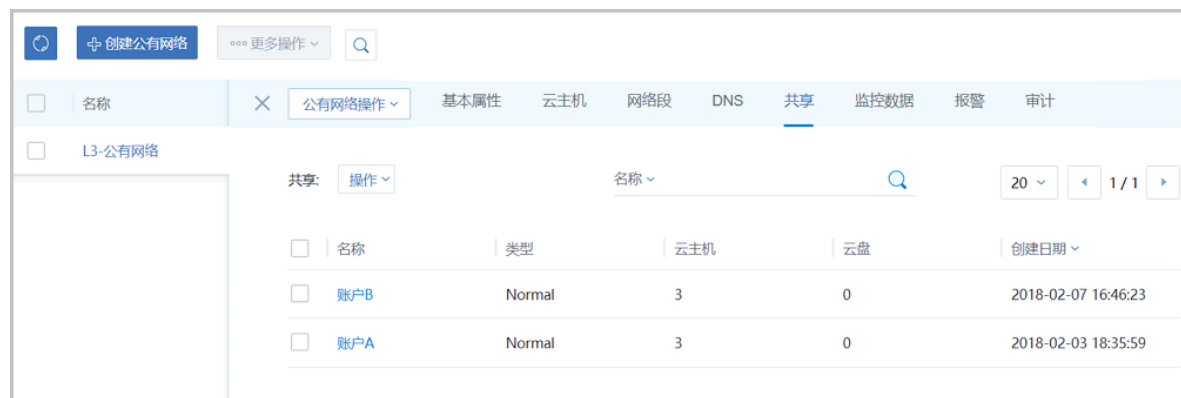 创建公有网络 更多操作
名称 公有网络操作 基本属性 云主机 网络段 DNS 共享 监控数据 报警 审计
L3-公有网络
共享: 操作 名称 20 1 / 1
名称 类型 云主机 云盘 创建日期
账户B Normal 3 0 2018-02-07 16:46:23
账户A Normal 3 0 2018-02-03 18:35:59